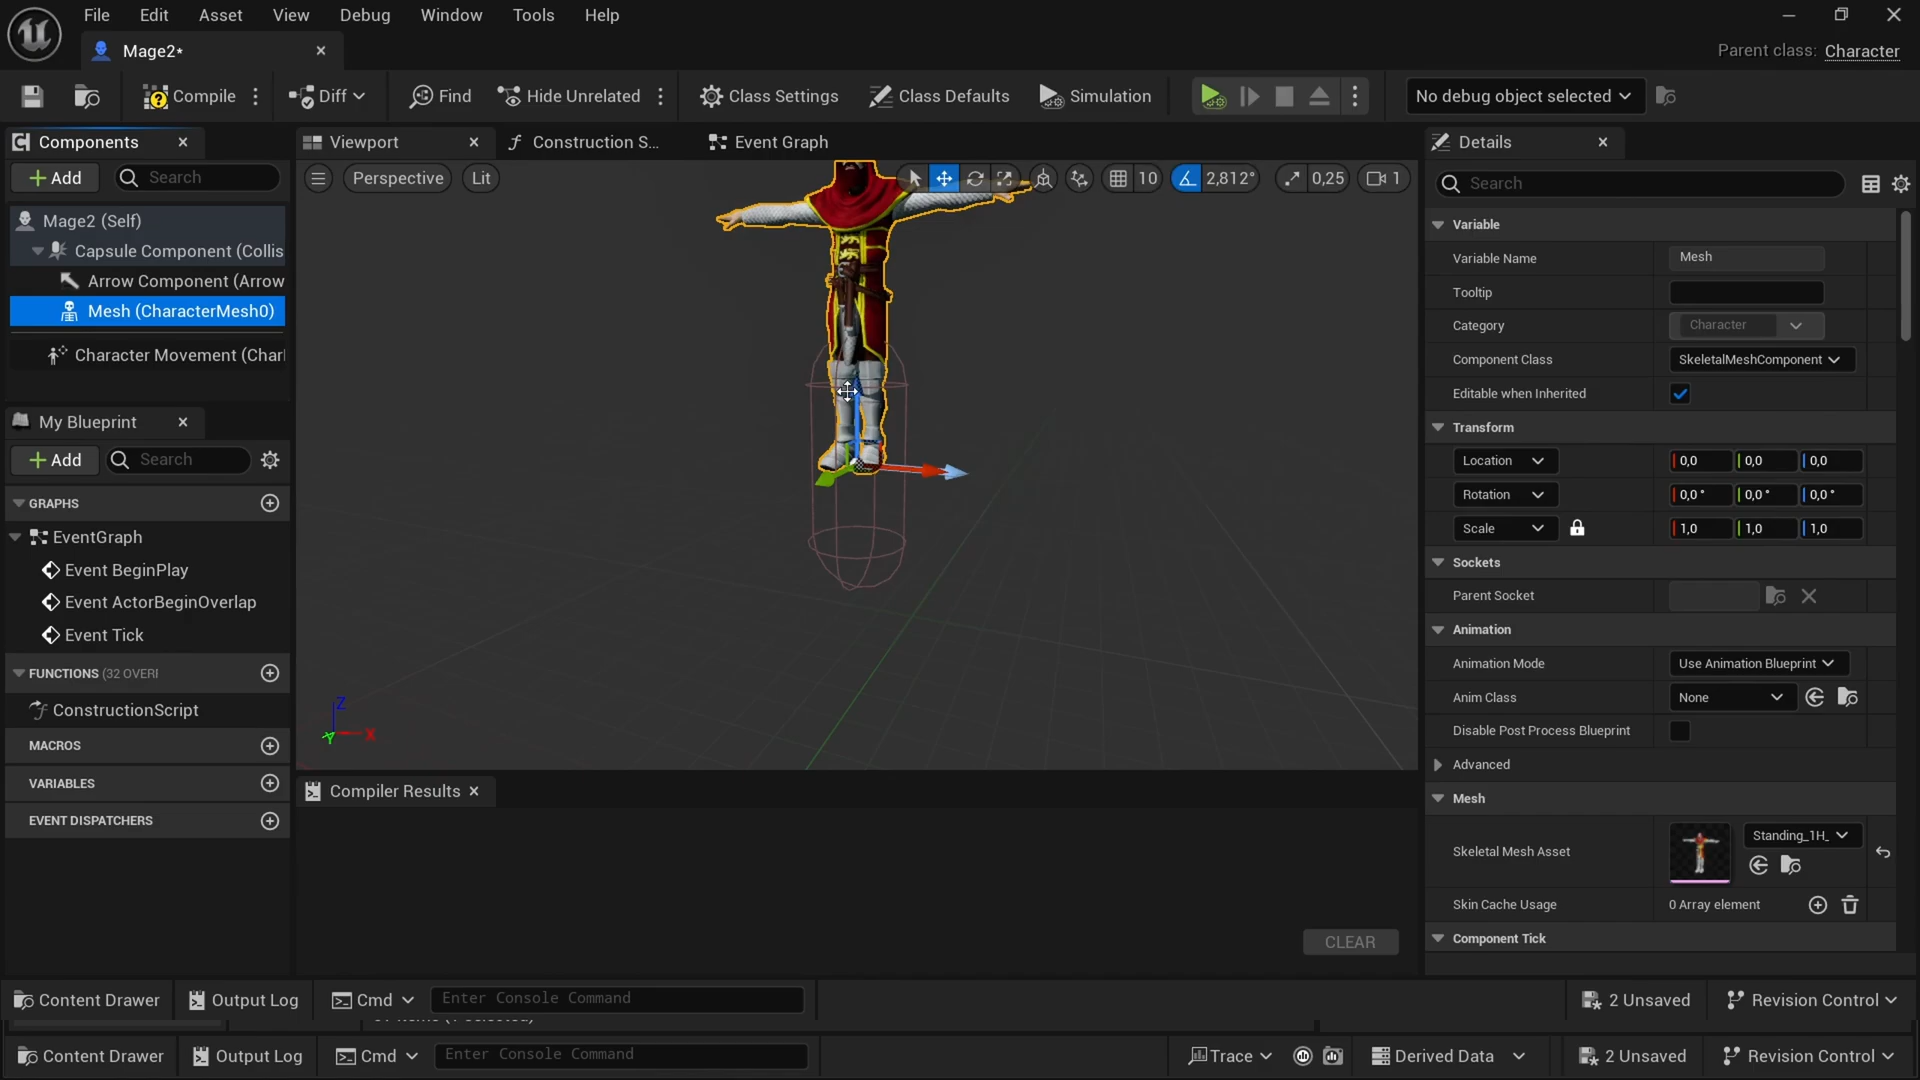 File Edit Asset View Debug Window Tools Help
Mage2*
Parent class: Character
Compile Diff Find Hide Unrelated Class Settings Class Defaults Simulation No debug object selected
Components
Add Search
Mage2 (Self)
Capsule Component (Collis
Arrow Component (Arrow
Mesh (CharacterMesh0)
Character Movement (Char
My Blueprint
Add Search
GRAPHS
EventGraph
Event BeginPlay
Event ActorBeginOverlap
Event Tick
FUNCTIONS (32 OVERI
ConstructionScript
MACROS
VARIABLES
EVENT DISPATCHERS
Viewport Construction S... Event Graph
Perspective Lit 10 2,812° 0,25 1
Z
Y X
Compiler Results
CLEAR
Details
Search
Variable
Variable Name Mesh
Tooltip
Category Character
Component Class SkeletalMeshComponent
Editable when Inherited
Transform
Location 0,0 0,0 0,0
Rotation 0,0° 0,0° 0,0°
Scale 1,0 1,0 1,0
Sockets
Parent Socket
Animation
Animation Mode Use Animation Blueprint
Anim Class None
Disable Post Process Blueprint
Advanced
Mesh
Skeletal Mesh Asset Standing_1H_
Skin Cache Usage 0 Array element
Component Tick
Content Drawer Output Log Cmd Enter Console Command 2 Unsaved Revision Control
Content Drawer Output Log Cmd Enter Console Command Trace Derived Data 2 Unsaved Revision Control